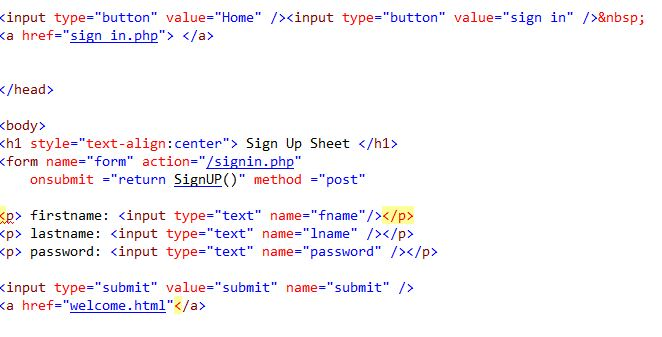 <input type="button" value="Home" /><input type="button" value="sign in" />&nbsp;
<a href="sign in.php"> </a>
</head>
<body>
<h1 style="text-align:center"> Sign Up Sheet </h1>
<form name="form" action="/signin.php"
onsubmit ="return SignUP()" method ="post"
<p> firstname: <input type="text" name="fname"/></p>
<p> lastname: <input type="text" name="lname" /></p>
<p> password: <input type="text" name="password" /></p>
<input type="submit" value="submit" name="submit" />
<a href="welcome.html"</a>